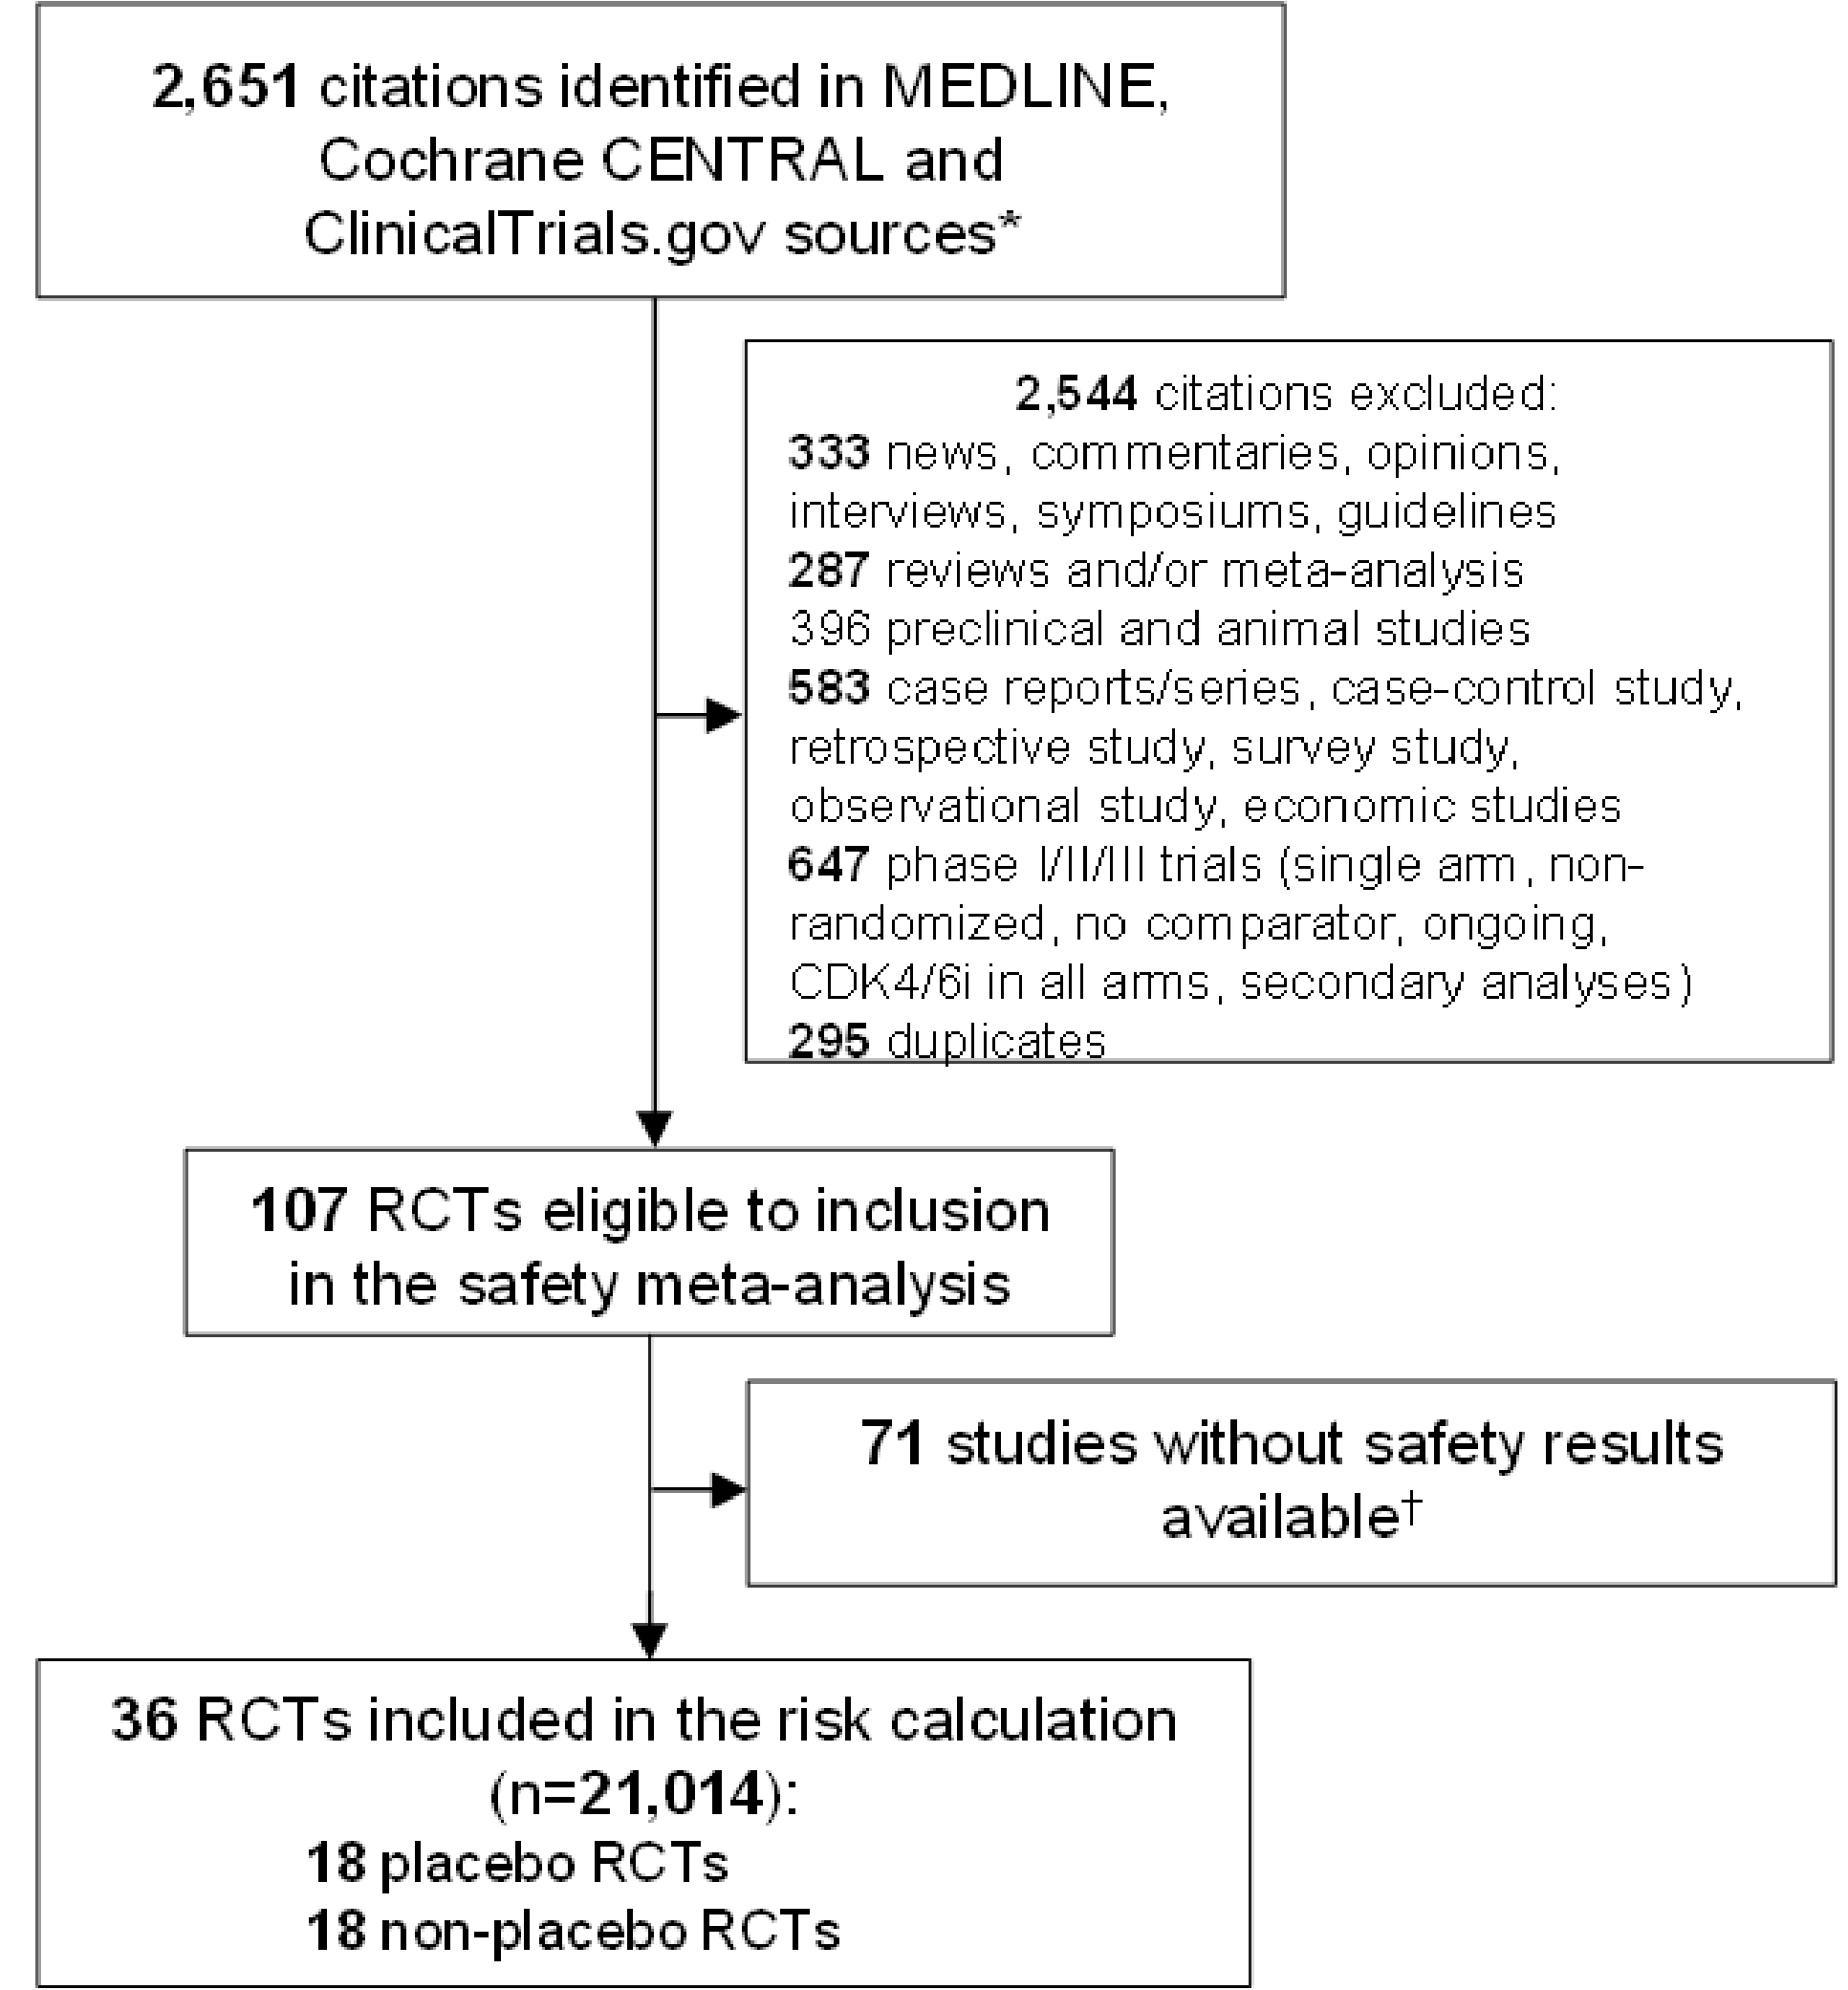 2,651 citations identified in MEDLINE,
Cochrane CENTRAL and
ClinicalTrials.gov sources*
2,544 citations excluded:
333 news, commentaries, opinions,
interviews, symposiums, guidelines
287 reviews and/or meta-analysis
396 preclinical and animal studies
583 case reports/series, case-control study,
retrospective study, survey study,
observational study, economic studies
647 phase I/II/III trials (single arm, non-
randomized, no comparator, ongoing,
CDK4/6i in all arms, secondary analyses)
295 duplicates
107 RCTs eligible to inclusion
in the safety meta-analysis
71 studies without safety results
available†
36 RCTs included in the risk calculation
(n=21,014):
18 placebo RCTs
18 non-placebo RCTs